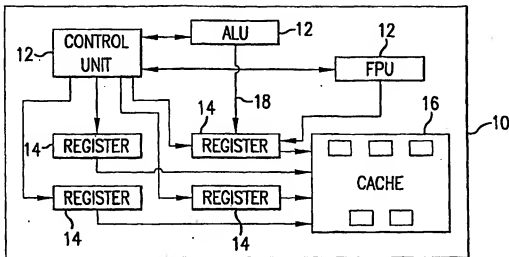 12 CONTROL UNIT
ALU 12
12
FPU
18
14
16
10
14 REGISTER
REGISTER
CACHE
REGISTER
REGISTER
14
14